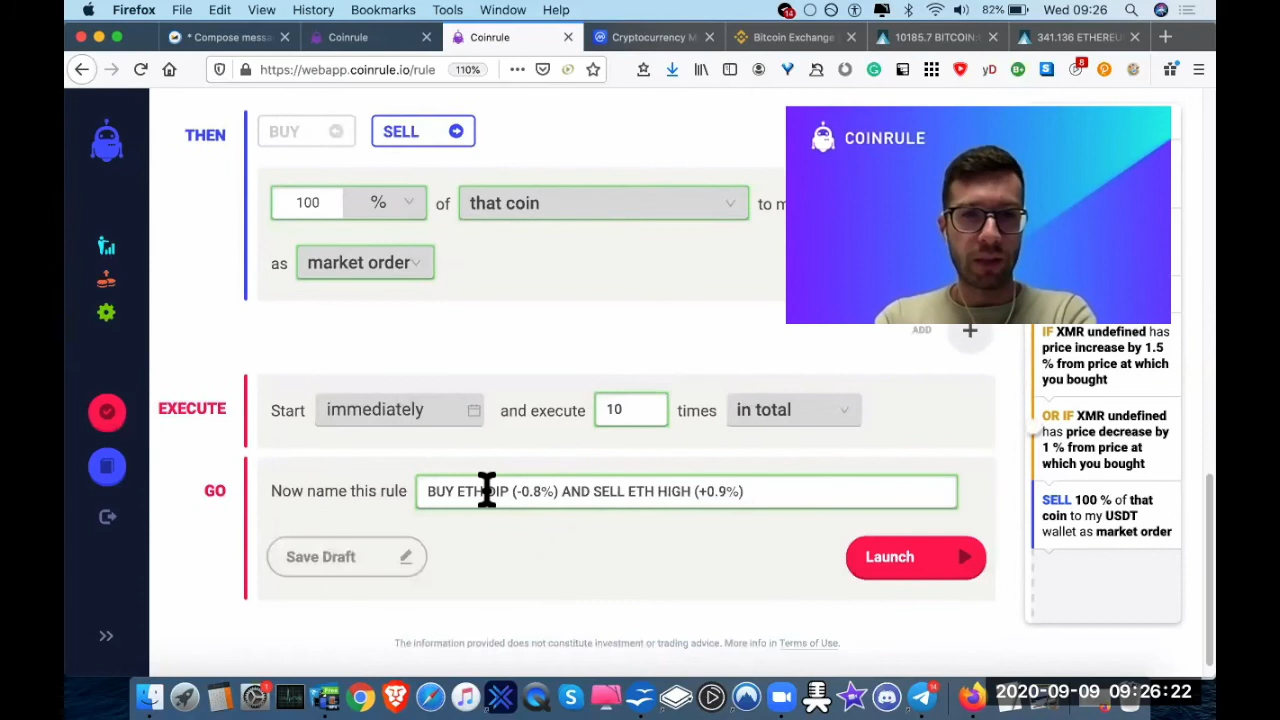 Firefox File Edit View History Bookmarks Tools Window Help 14 82% Wed 09:26
* Compose messa Coinrule Coinrule Cryptocurrency M Bitcoin Exchange 10185.7 BITCOIN: 341.136 ETHEREU
https://webapp.coinrule.io/rule 110% yD B+ S 8
THEN BUY SELL
COINRULE
100 % of that coin to m
as market order
ADD
IF XMR undefined has
price increase by 1.5
% from price at which
you bought
OR IF XMR undefined
has price decrease by
1 % from price at
which you bought
SELL 100 % of that
coin to my USDT
wallet as market order
EXECUTE Start immediately and execute 10 times in total
GO Now name this rule BUY ETH DIP (-0.8%) AND SELL ETH HIGH (+0.9%)
Save Draft Launch
The information provided does not constitute investment or trading advice. More info in Terms of Use.
2020-09-09 09:26:22